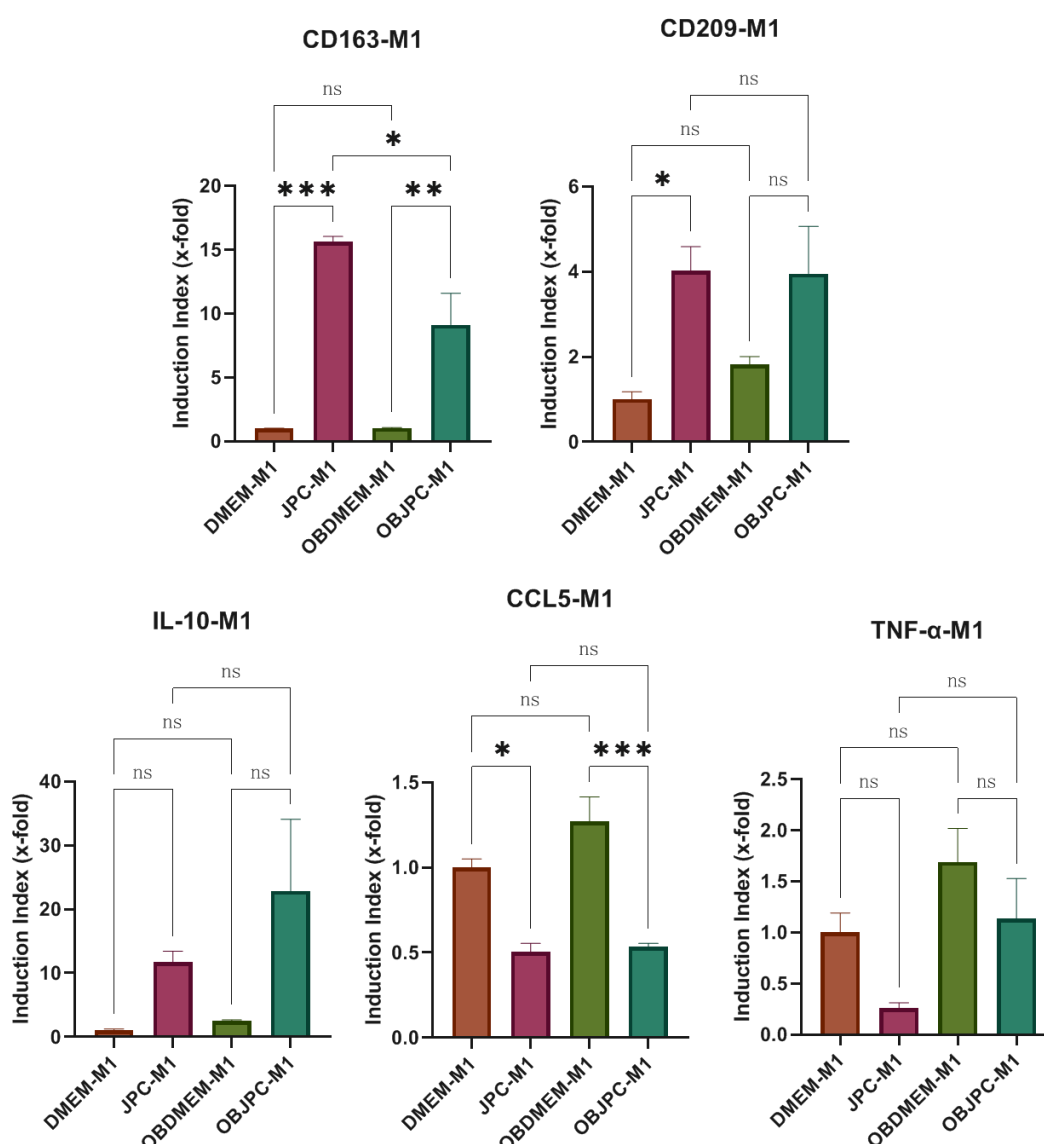 CD163-M1
ns
*
***
**
Induction Index (x-fold)
20
15
10
5
0
DMEM-M1
JPC-M1
OBDMEM-M1
OBJPC-M1
CD209-M1
ns
ns
*
ns
Induction Index (x-fold)
6
4
2
0
DMEM-M1
JPC-M1
OBDMEM-M1
OBJPC-M1
IL-10-M1
ns
ns
ns
ns
Induction Index (x-fold)
40
30
20
10
0
DMEM-M1
JPC-M1
OBDMEM-M1
OBJPC-M1
CCL5-M1
ns
ns
*
***
Induction Index (x-fold)
1.5
1.0
0.5
0.0
DMEM-M1
JPC-M1
OBDMEM-M1
OBJPC-M1
TNF-α-M1
ns
ns
ns
ns
Induction Index (x-fold)
2.5
2.0
1.5
1.0
0.5
0.0
DMEM-M1
JPC-M1
OBDMEM-M1
OBJPC-M1